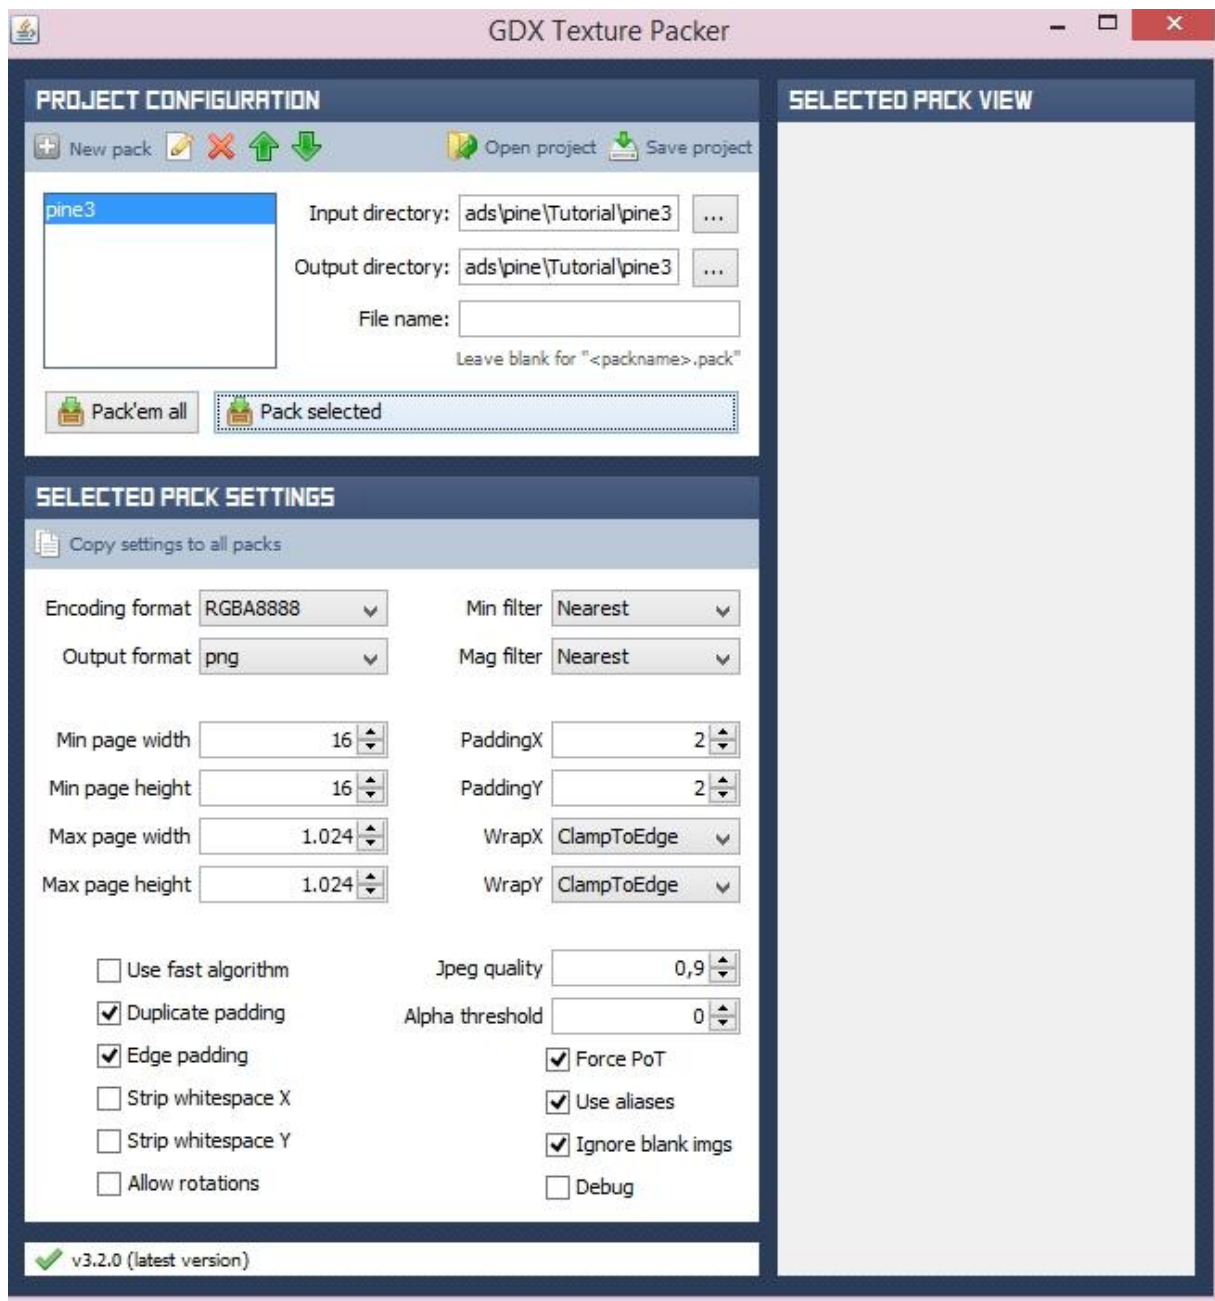 GDX Texture Packer
PROJECT CONFIGURATION
New pack
Open project
Save project
pine3
Input directory: ads\pine\Tutorial\pine3 ...
Output directory: ads\pine\Tutorial\pine3 ...
File name:
Leave blank for "<packname>.pack"
Pack'em all
Pack selected
SELECTED PACK SETTINGS
Copy settings to all packs
Encoding format RGBA8888
Min filter Nearest
Output format png
Mag filter Nearest
Min page width 16
PaddingX 2
Min page height 16
PaddingY 2
Max page width 1.024
WrapX ClampToEdge
Max page height 1.024
WrapY ClampToEdge
Use fast algorithm
Duplicate padding
Edge padding
Strip whitespace X
Strip whitespace Y
Allow rotations
Jpeg quality 0,9
Alpha threshold 0
Force PoT
Use aliases
Ignore blank imgs
Debug
v3.2.0 (latest version)
SELECTED PACK VIEW